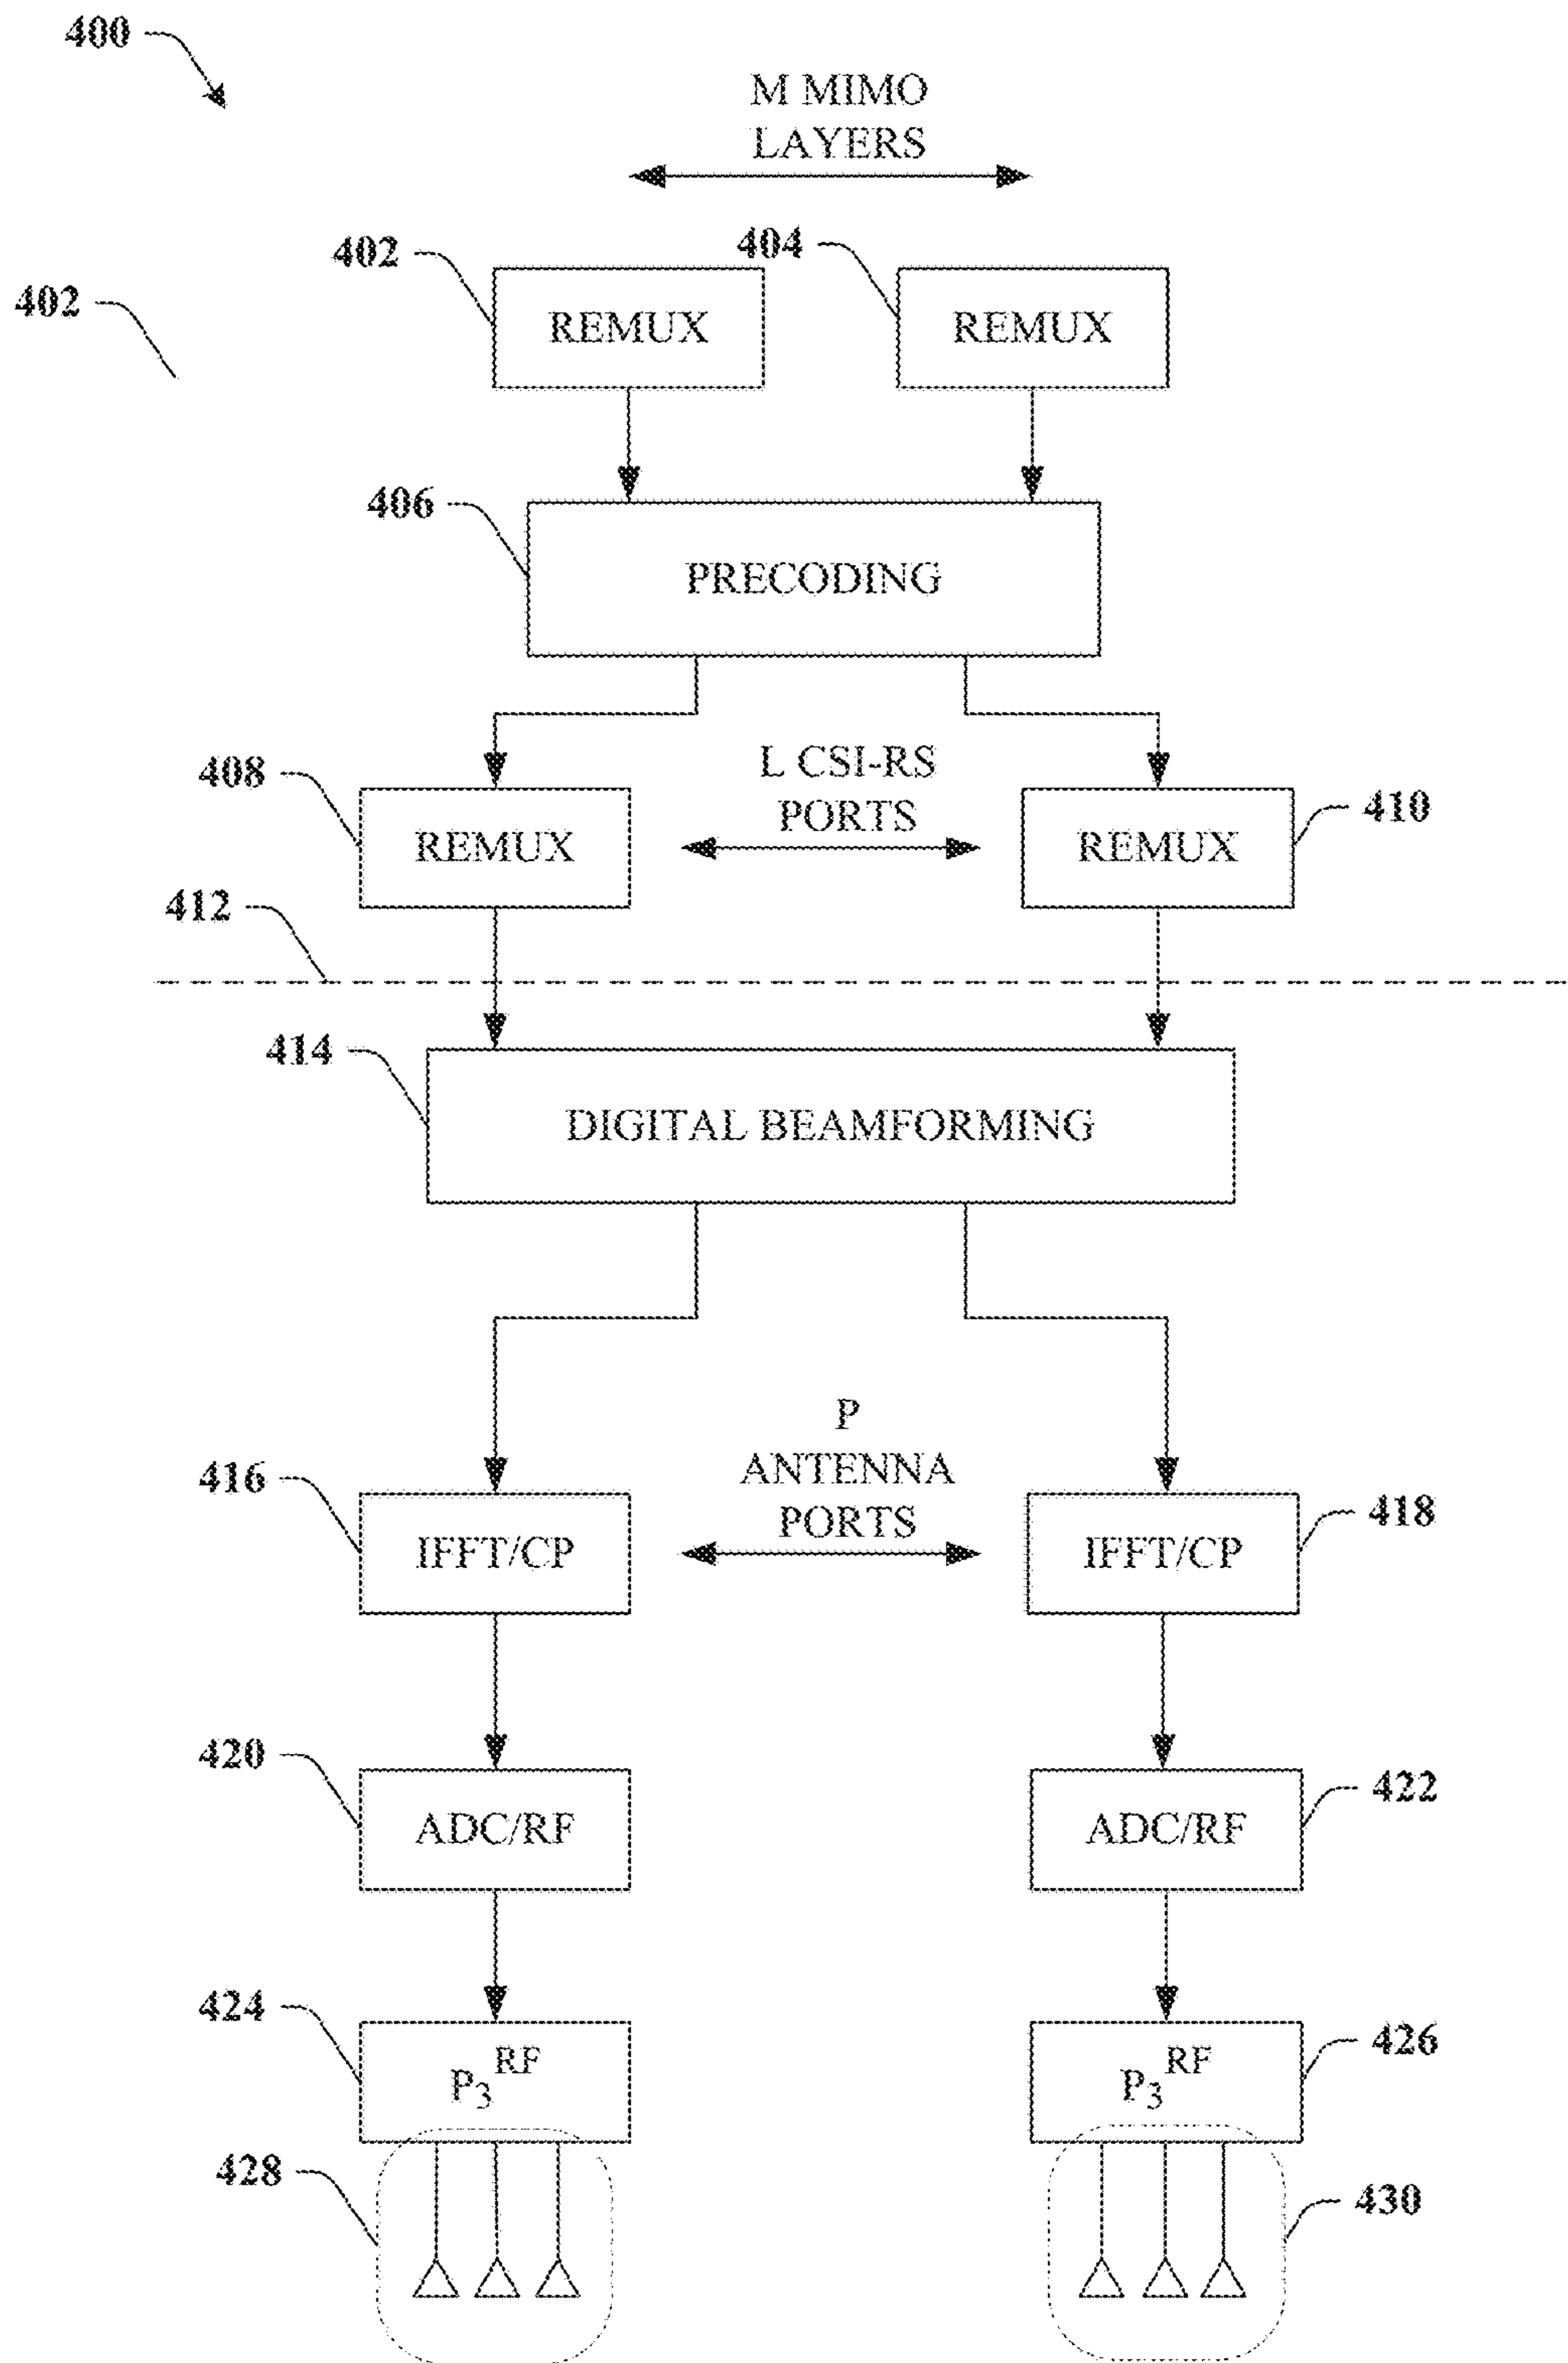 400
M MIMO
LAYERS
402
404
402
REMUX
REMUX
406
PRECODING
L CSI-RS
PORTS
408
410
REMUX
REMUX
412
414
DIGITAL BEAMFORMING
P
ANTENNA
PORTS
416
418
IFFT/CP
IFFT/CP
420
422
ADC/RF
ADC/RF
424
426
P₃ᴿᶠ
P₃ᴿᶠ
428
430